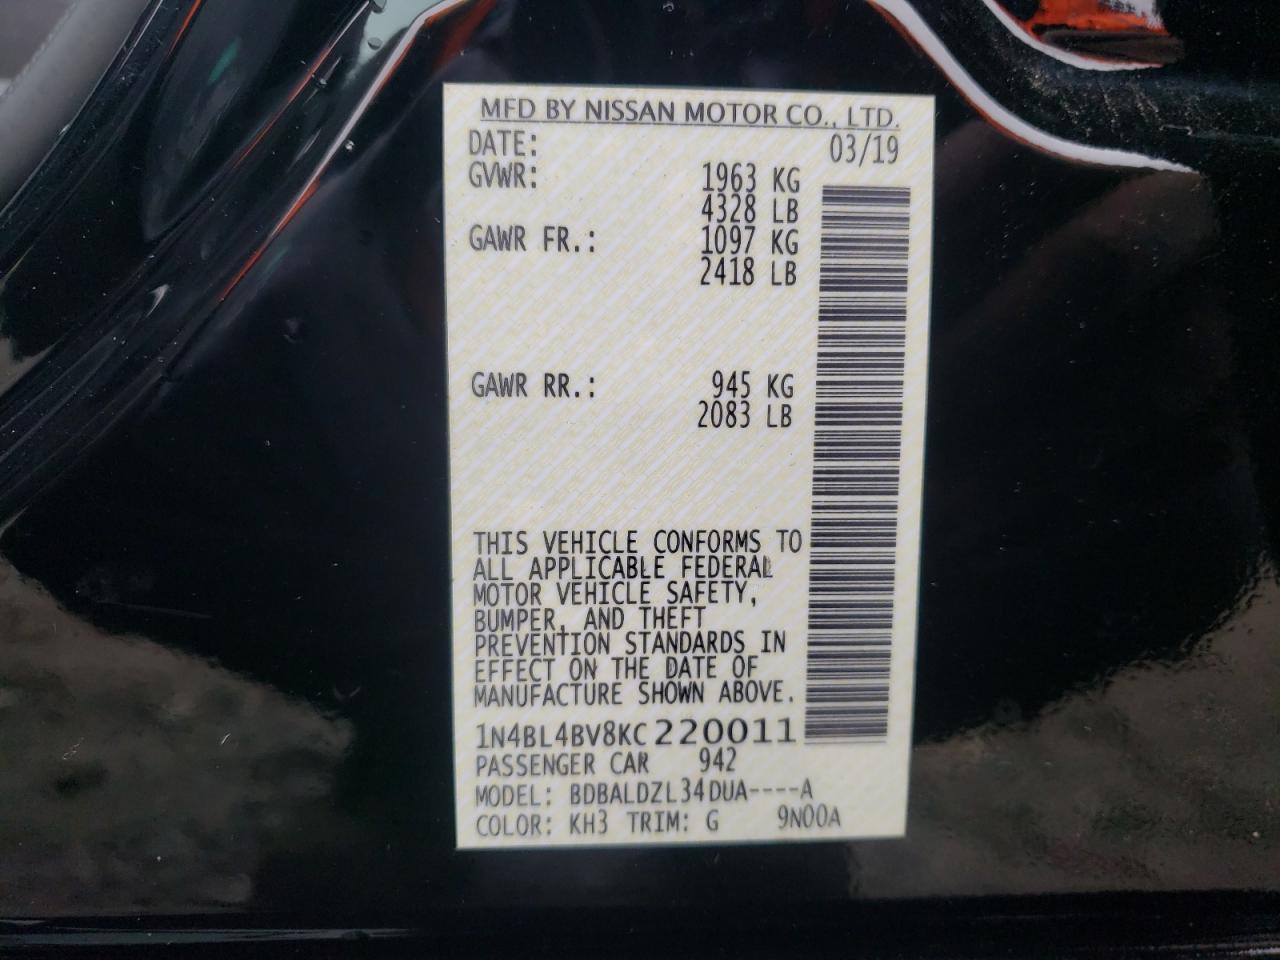 MFD BY NISSAN MOTOR CO., LTD.
DATE: 03/19
GVWR: 1963 KG
4328 LB
GAWR FR.: 1097 KG
2418 LB
GAWR RR.: 945 KG
2083 LB
THIS VEHICLE CONFORMS TO
ALL APPLICABLE FEDERAL
MOTOR VEHICLE SAFETY,
BUMPER, AND THEFT
PREVENTION STANDARDS IN
EFFECT ON THE DATE OF
MANUFACTURE SHOWN ABOVE.
1N4BL4BV8KC220011
PASSENGER CAR 942
MODEL: BDBALDZL34DUA----A
COLOR: KH3 TRIM: G 9N00A